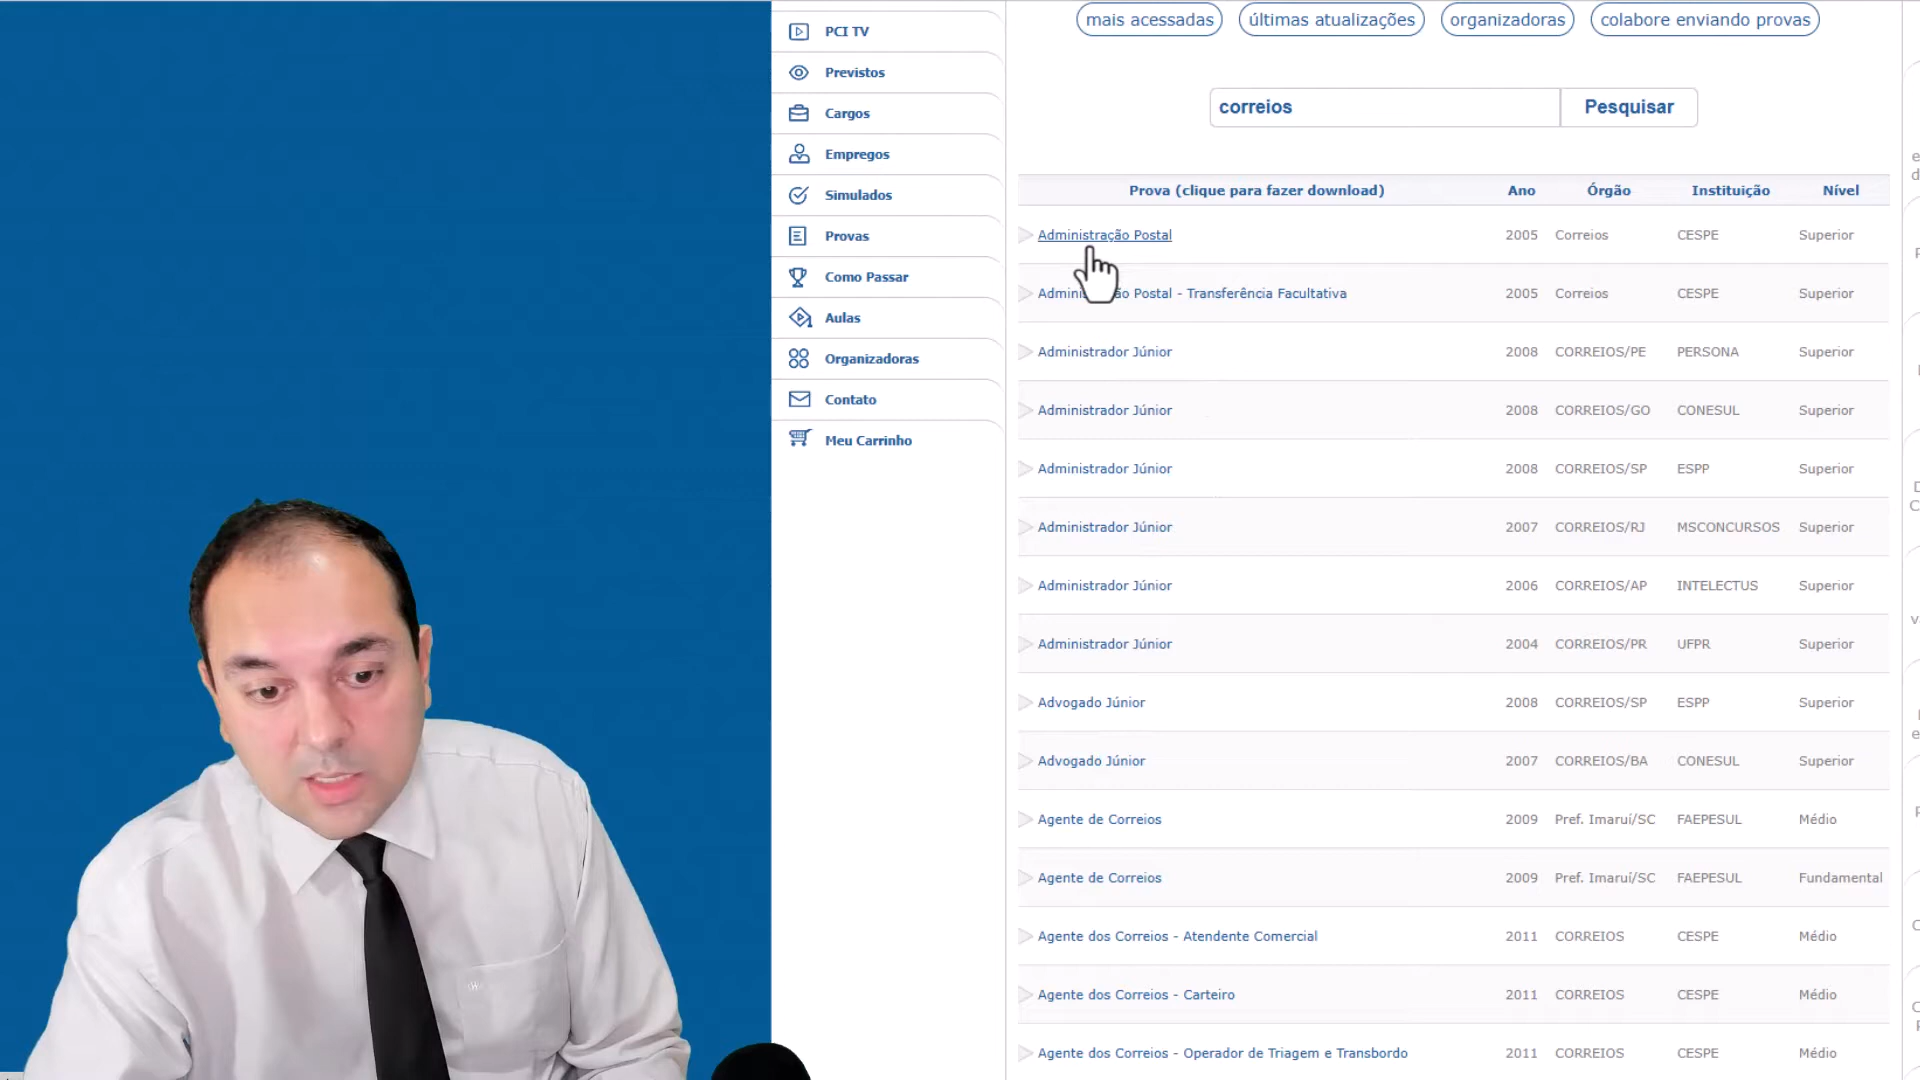 mais acessadas
últimas atualizações
organizadoras
colabore enviando provas
PCI TV
Previstos
Cargos
Empregos
Simulados
Provas
Como Passar
Aulas
Organizadoras
Contato
Meu Carrinho
correios
Pesquisar
Prova (clique para fazer download) Ano Órgão Instituição Nível
Administração Postal 2005 Correios CESPE Superior
ão Postal - Transferência Facultativa 2005 Correios CESPE Superior
Administrador Júnior 2008 CORREIOS/PE PERSONA Superior
Administrador Júnior 2008 CORREIOS/GO CONESUL Superior
Administrador Júnior 2008 CORREIOS/SP ESPP Superior
Administrador Júnior 2007 CORREIOS/RJ MSCONCURSOS Superior
Administrador Júnior 2006 CORREIOS/AP INTELECTUS Superior
Administrador Júnior 2004 CORREIOS/PR UFPR Superior
Advogado Júnior 2008 CORREIOS/SP ESPP Superior
Advogado Júnior 2007 CORREIOS/BA CONESUL Superior
Agente de Correios 2009 Pref. Imaruí/SC FAEPESUL Médio
Agente de Correios 2009 Pref. Imaruí/SC FAEPESUL Fundamental
Agente dos Correios - Atendente Comercial 2011 CORREIOS CESPE Médio
Agente dos Correios - Carteiro 2011 CORREIOS CESPE Médio
Agente dos Correios - Operador de Triagem e Transbordo 2011 CORREIOS CESPE Médio